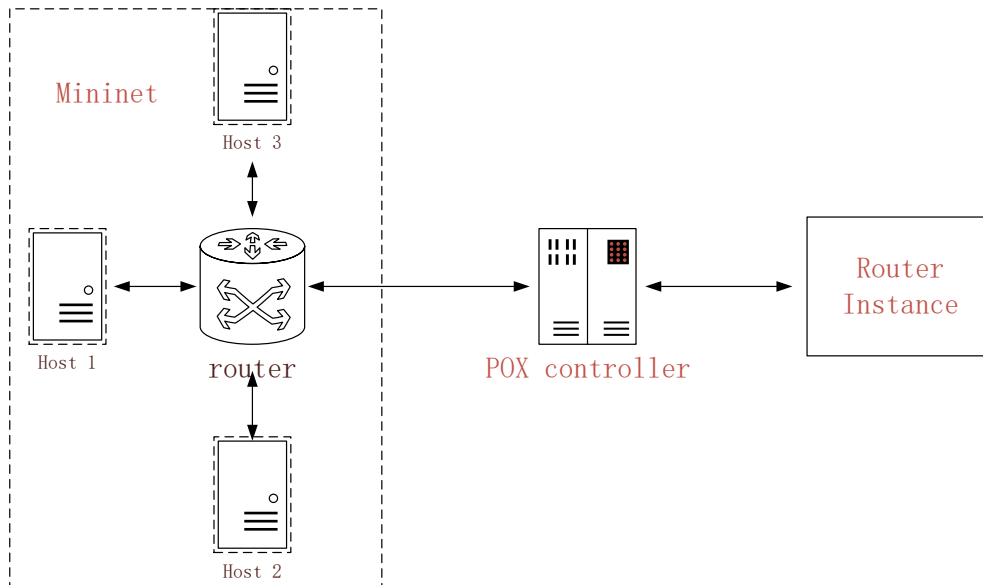 Mininet
Host 3
Host 1
router
POX controller
Router
Instance
Host 2